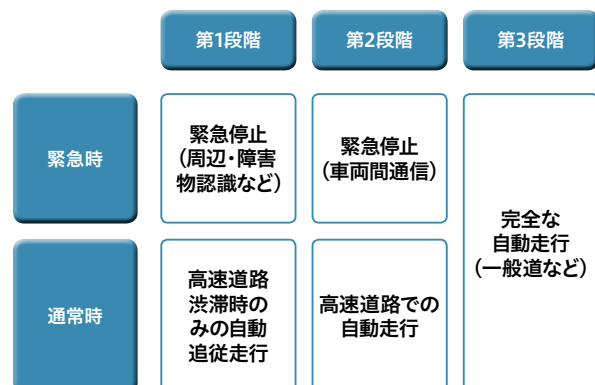 第1段階
第2段階
第3段階
緊急時
緊急停止
(周辺・障害
物認識など)
緊急停止
(車両間通信)
完全な
自動走行
(一般道など)
通常時
高速道路
渋滞時の
みの自動
追従走行
高速道路での
自動走行